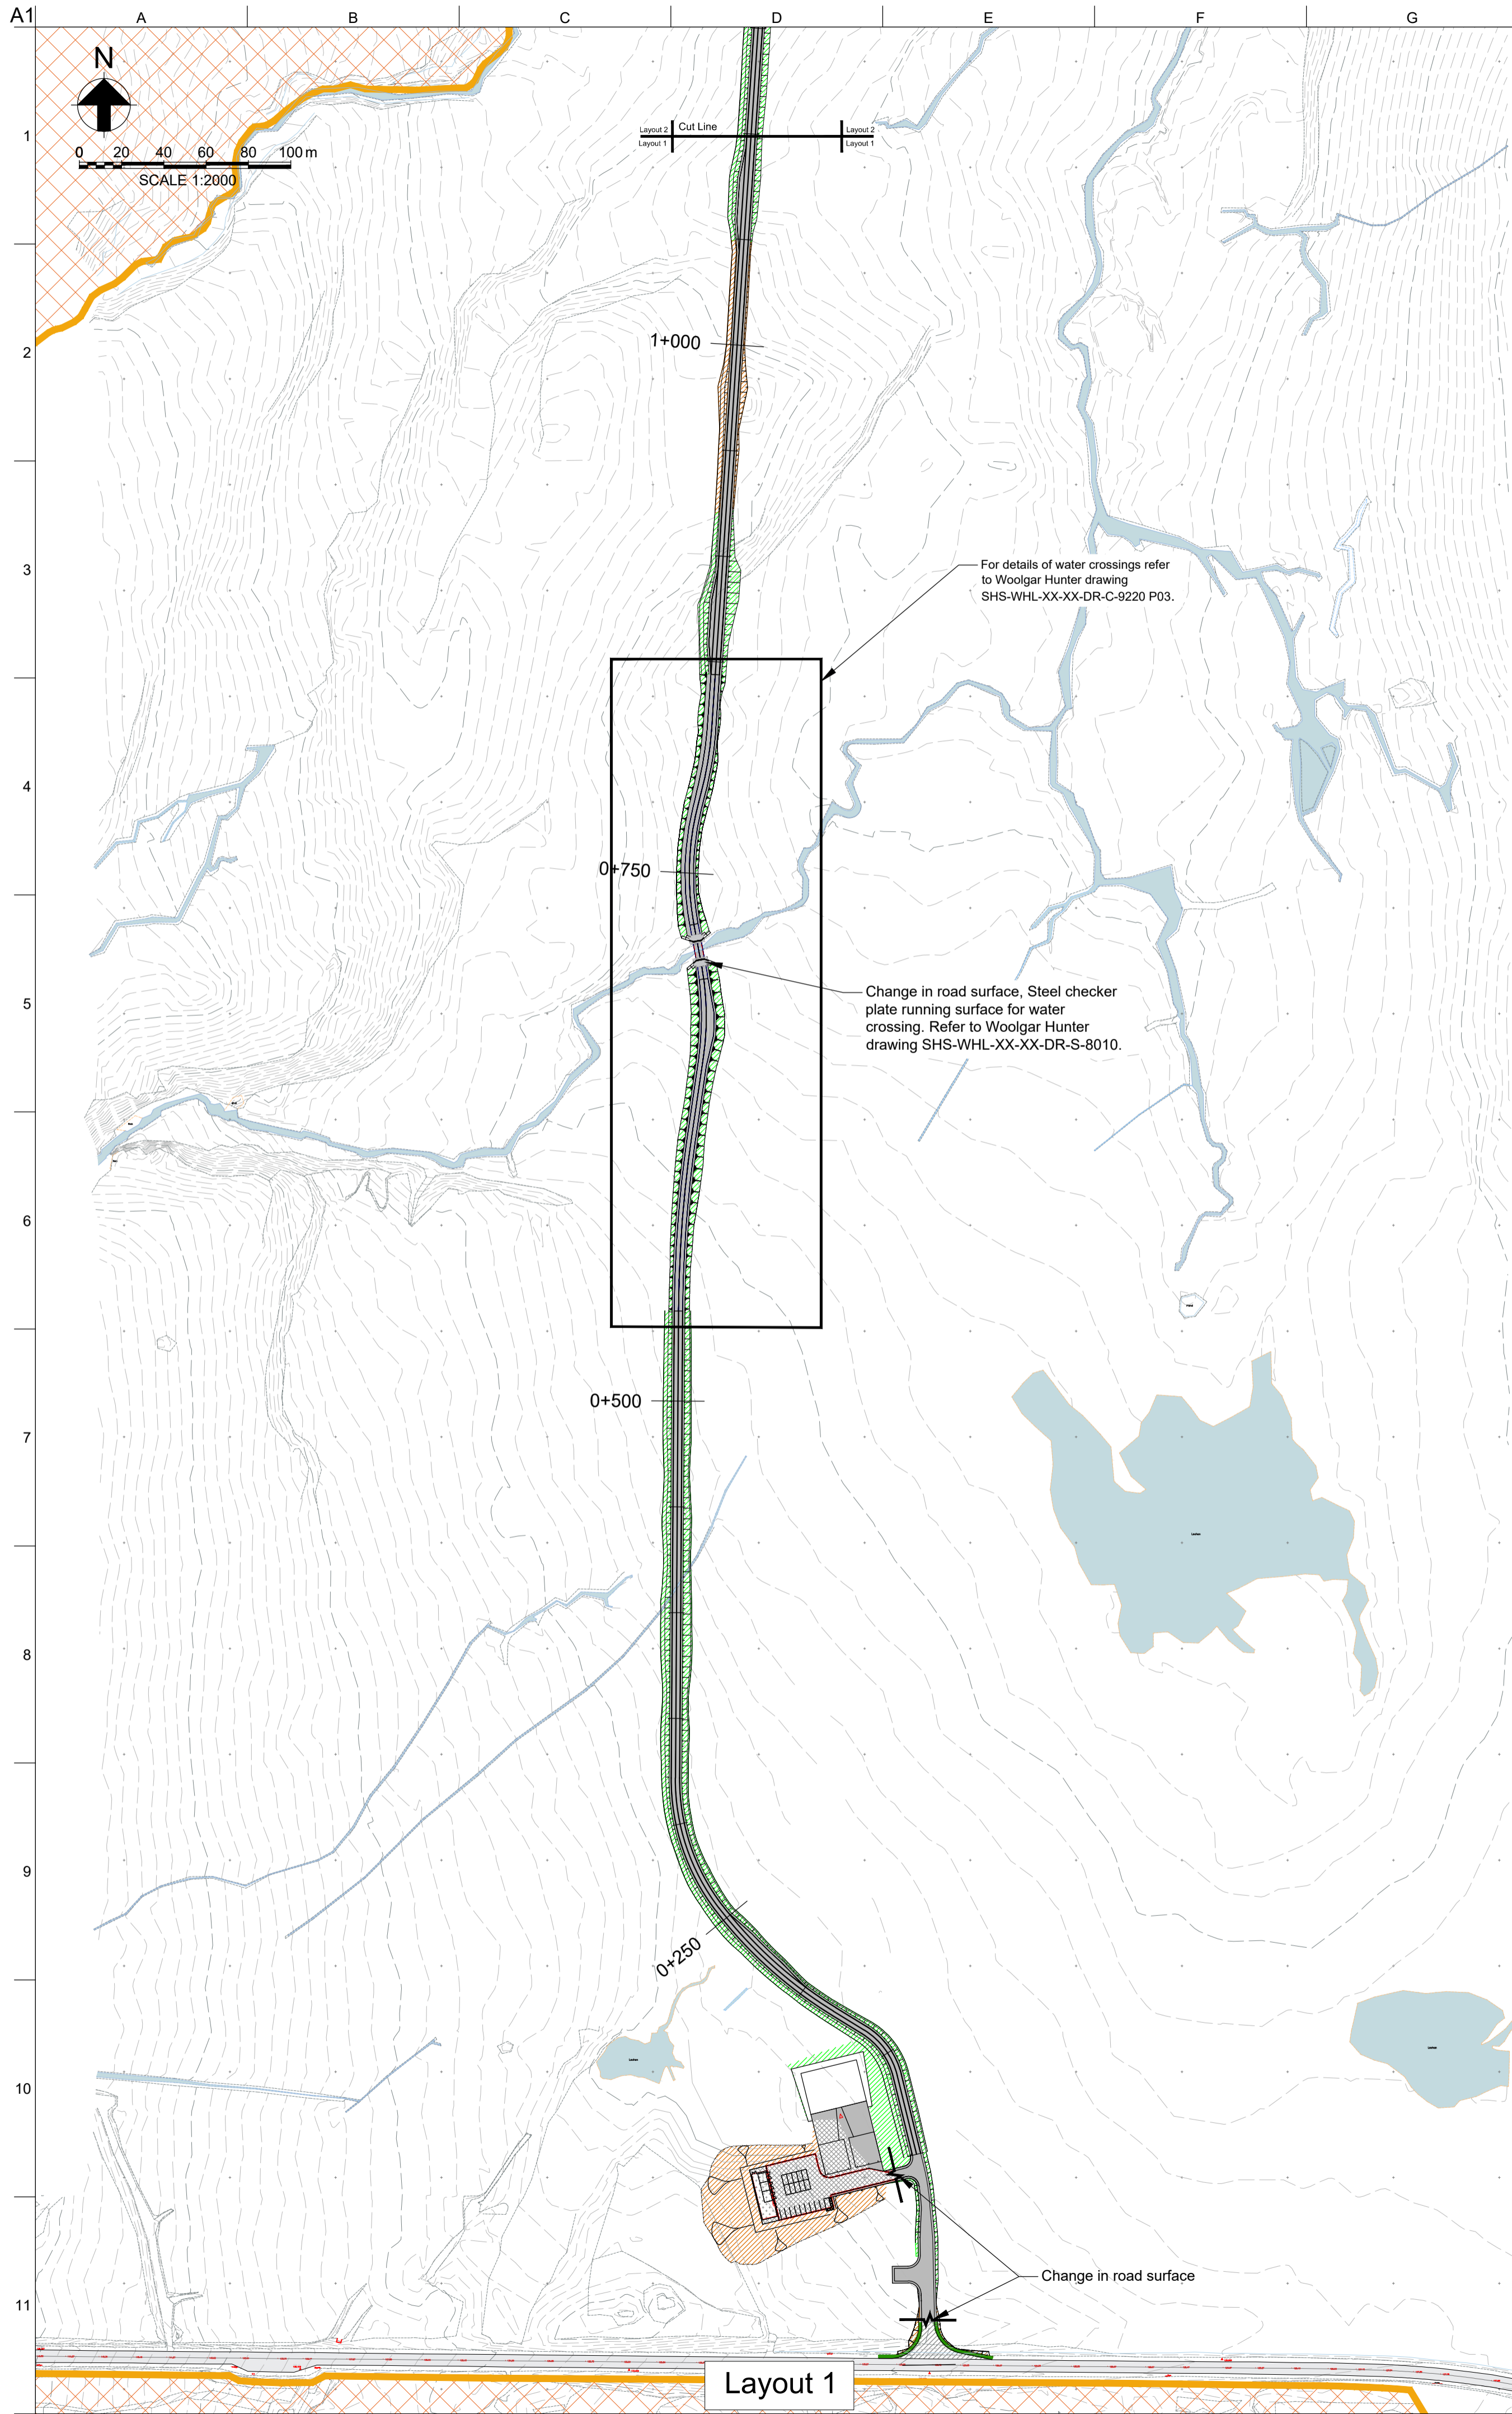 A1
A B C D E F G
N
1
Layout 2 Cut Line Layout 2
Layout 1 Layout 1
0 20 40 60 80 100 m
SCALE 1:2000
1+000
2
3
For details of water crossings refer
to Woolgar Hunter drawing
SHS-WHL-XX-XX-DR-C-9220 P03.
4
0+750
5
Change in road surface, Steel checker
plate running surface for water
crossing. Refer to Woolgar Hunter
drawing SHS-WHL-XX-XX-DR-S-8010.
6
0+500
7
8
9
0+250
10
Change in road surface
11
Layout 1